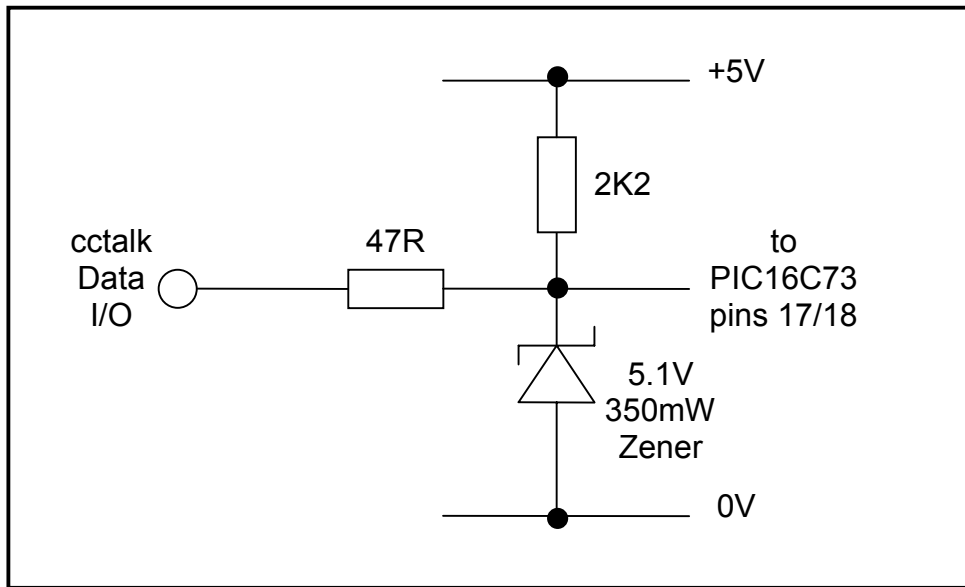 +5V
2K2
cctalk
Data
I/O
47R
to
PIC16C73
pins 17/18
5.1V
350mW
Zener
0V